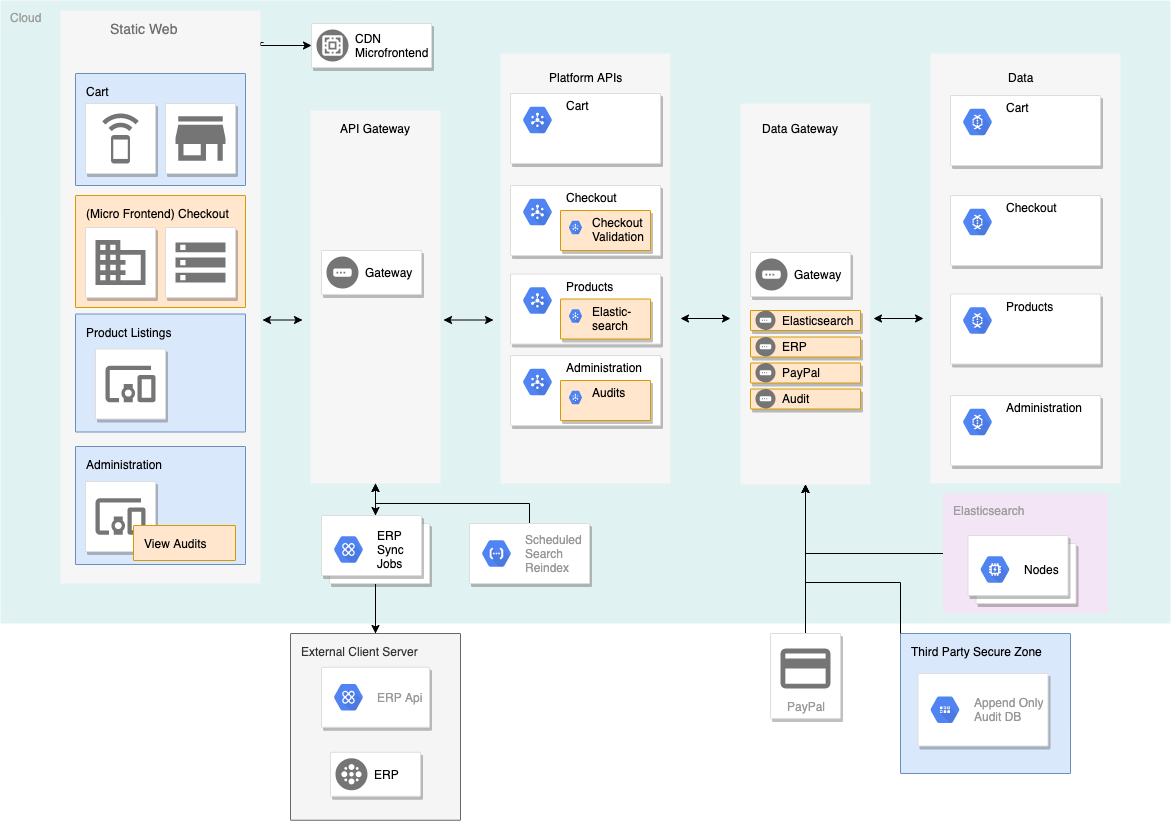 Cloud
Static Web
Cart
(Micro Frontend) Checkout
Product Listings
Administration
View Audits
CDN
Microfrontend
API Gateway
Gateway
Platform APIs
Cart
Checkout
Checkout
Validation
Products
Elastic-
search
Administration
Audits
Data Gateway
Gateway
Elasticsearch
ERP
PayPal
Audit
Data
Cart
Checkout
Products
Administration
ERP
Sync
Jobs
Scheduled
Search
Reindex
Elasticsearch
Nodes
External Client Server
ERP Api
ERP
PayPal
Third Party Secure Zone
Append Only
Audit DB